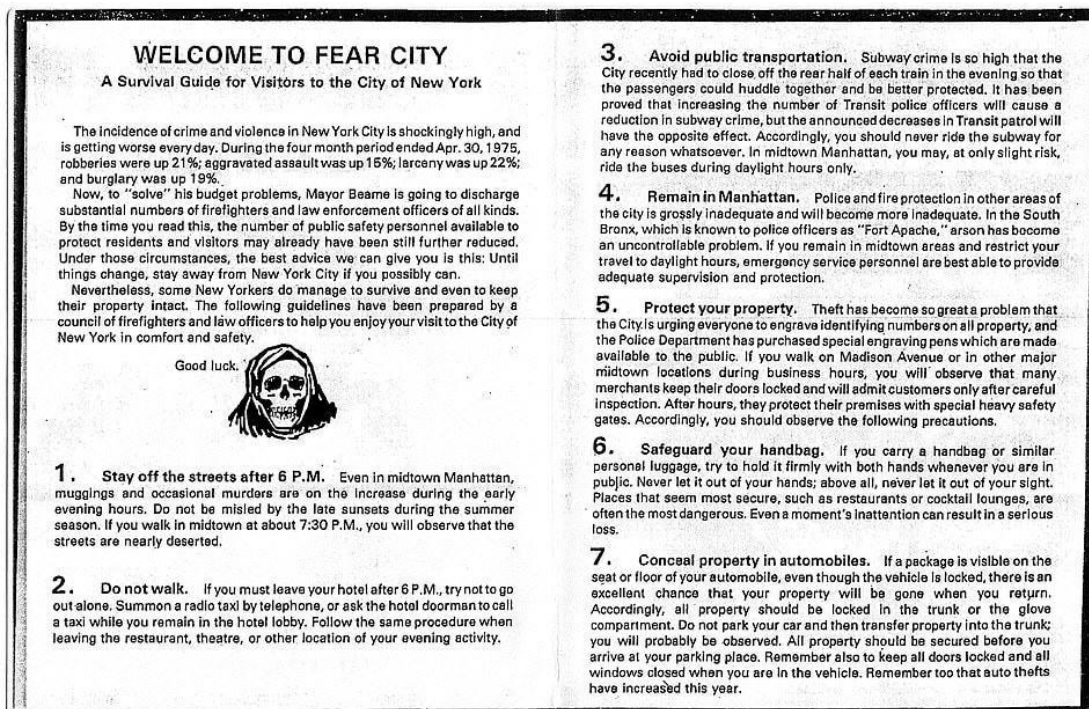 WELCOME TO FEAR CITY
A Survival Guide for Visitors to the City of New York
The incidence of crime and violence in New York City is shockingly high, and
is getting worse every day. During the four month period ended Apr. 30, 1975,
robberies were up 21%; aggravated assault was up 15%; larceny was up 22%;
and burglary was up 19%.
Now, to "solve" his budget problems, Mayor Beame is going to discharge
substantial numbers of firefighters and law enforcement officers of all kinds.
By the time you read this, the number of public safety personnel available to
protect residents and visitors may already have been still further reduced.
Under those circumstances, the best advice we can give you is this: Until
things change, stay away from New York City if you possibly can.
Nevertheless, some New Yorkers do manage to survive and even to keep
their property intact. The following guidelines have been prepared by a
council of firefighters and law officers to help you enjoy your visit to the City of
New York in comfort and safety.
Good luck.
1. Stay off the streets after 6 P.M. Even in midtown Manhattan,
muggings and occasional murders are on the increase during the early
evening hours. Do not be misled by the late sunsets during the summer
season. If you walk in midtown at about 7:30 P.M., you will observe that the
streets are nearly deserted.
2. Do not walk. If you must leave your hotel after 6 P.M., try not to go
out alone. Summon a radio taxi by telephone, or ask the hotel doorman to call
a taxi while you remain in the hotel lobby. Follow the same procedure when
leaving the restaurant, theatre, or other location of your evening activity.
3. Avoid public transportation. Subway crime is so high that the
City recently had to close off the rear half of each train in the evening so that
the passengers could huddle together and be better protected. It has been
proved that increasing the number of Transit police officers will cause a
reduction in subway crime, but the announced decreases in Transit patrol will
have the opposite effect. Accordingly, you should never ride the subway for
any reason whatsoever. In midtown Manhattan, you may, at only slight risk,
ride the buses during daylight hours only.
4. Remain in Manhattan. Police and fire protection in other areas of
the city is grossly inadequate and will become more inadequate. In the South
Bronx, which is known to police officers as "Fort Apache," arson has become
an uncontrollable problem. If you remain in midtown areas and restrict your
travel to daylight hours, emergency service personnel are best able to provide
adequate supervision and protection.
5. Protect your property. Theft has become so great a problem that
the City is urging everyone to engrave identifying numbers on all property, and
the Police Department has purchased special engraving pens which are made
available to the public. If you walk on Madison Avenue or in other major
midtown locations during business hours, you will observe that many
merchants keep their doors locked and will admit customers only after careful
inspection. After hours, they protect their premises with special heavy safety
gates. Accordingly, you should observe the following precautions.
6. Safeguard your handbag. If you carry a handbag or similar
personal luggage, try to hold it firmly with both hands whenever you are in
public. Never let it out of your hands; above all, never let it out of your sight.
Places that seem most secure, such as restaurants or cocktail lounges, are
often the most dangerous. Even a moment's inattention can result in a serious
loss.
7. Conceal property in automobiles. If a package is visible on the
seat or floor of your automobile, even though the vehicle is locked, there is an
excellent chance that your property will be gone when you return.
Accordingly, all property should be locked in the trunk or the glove
compartment. Do not park your car and then transfer property into the trunk;
you will probably be observed. All property should be secured before you
arrive at your parking place. Remember also to keep all doors locked and all
windows closed when you are in the vehicle. Remember too that auto thefts
have increased this year.